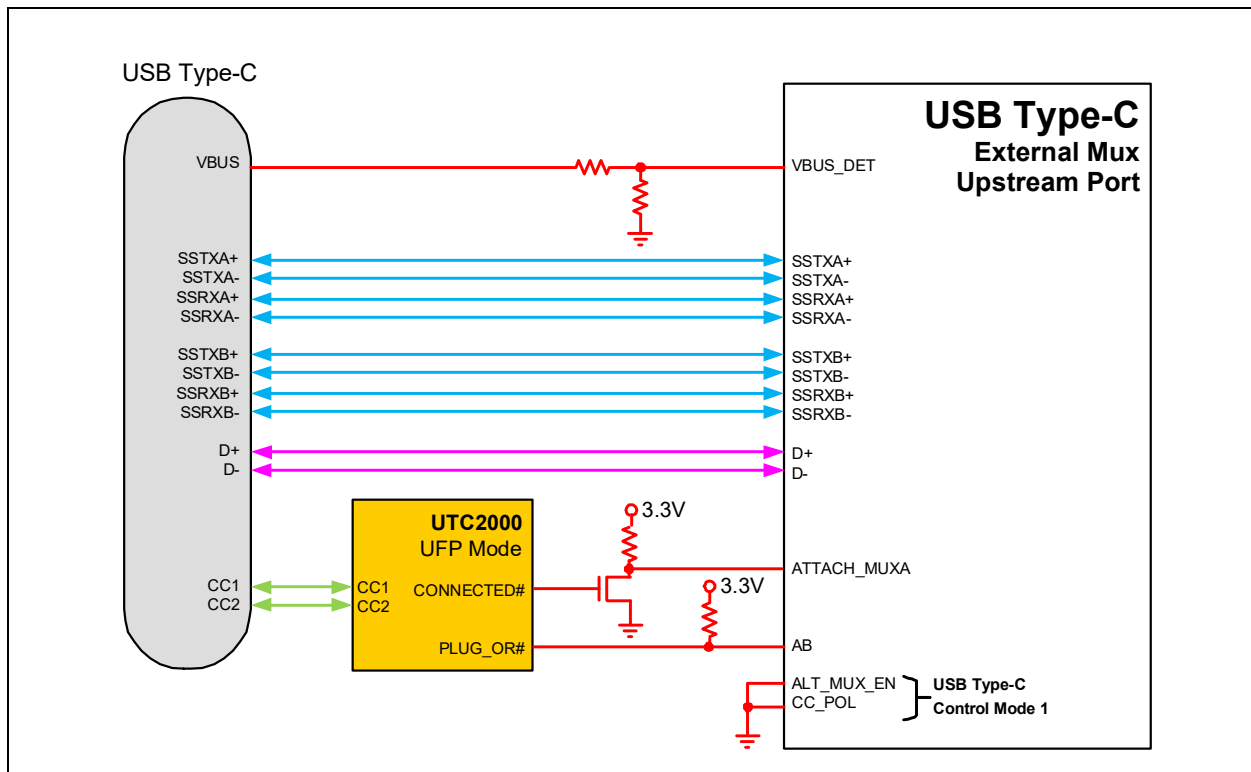 USB Type-C
VBUS
SSTXA+
SSTXA-
SSRXA+
SSRXA-
SSTXB+
SSTXB-
SSRXB+
SSRXB-
D+
D-
CC1
CC2
UTC2000
UFP Mode
CC1
CC2
CONNECTED#
PLUG_OR#
3.3V
3.3V
USB Type-C
External Mux
Upstream Port
VBUS_DET
SSTXA+
SSTXA-
SSRXA+
SSRXA-
SSTXB+
SSTXB-
SSRXB+
SSRXB-
D+
D-
ATTACH_MUXA
AB
ALT_MUX_EN
CC_POL
USB Type-C
Control Mode 1